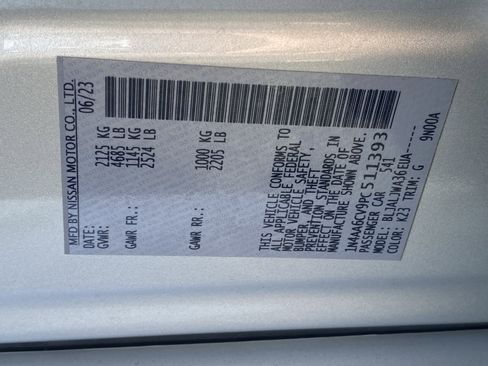 MFD BY NISSAN MOTOR CO., LTD.
DATE: 06/23
GVWR: 2125 KG
4685 LB
GAWR FR.: 1145 KG
2524 LB
GAWR RR.: 1000 KG
2205 LB
THIS VEHICLE CONFORMS TO
ALL APPLICABLE FEDERAL
MOTOR VEHICLE SAFETY,
BUMPER, AND THEFT
PREVENTION STANDARDS IN
EFFECT ON THE DATE OF
MANUFACTURE SHOWN ABOVE.
1N4AA6CV9PC511393
PASSENGER CAR 541
MODEL: BLJALJWA36EUA------
COLOR: K23 TRIM: G 9N00A